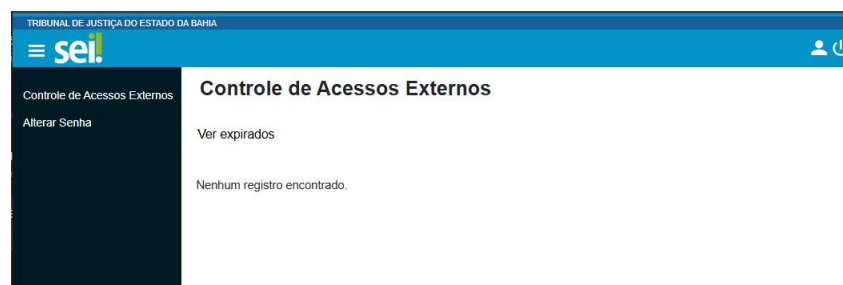 TRIBUNAL DE JUSTIÇA DO ESTADO DA BAHIA
sei!
Controle de Acessos Externos
Alterar Senha
Controle de Acessos Externos
Ver expirados
Nenhum registro encontrado.